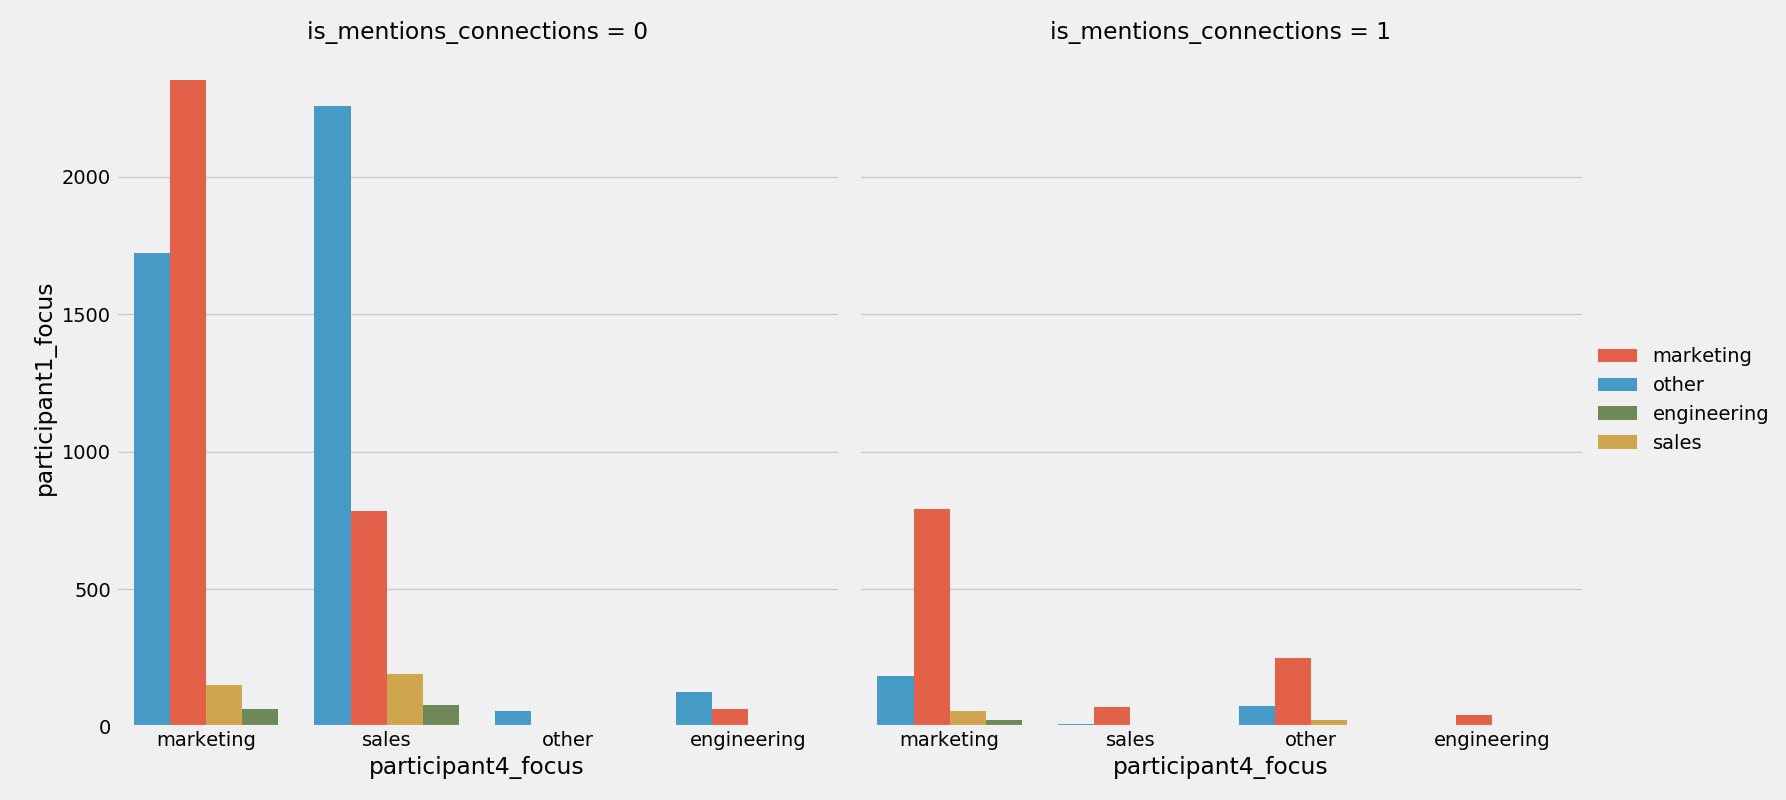 is_mentions_connections = 0
is_mentions_connections = 1
participant1_focus
2000
1500
1000
500
0
marketing
sales
other
engineering
participant4_focus
marketing
sales
other
engineering
participant4_focus
marketing
other
engineering
sales